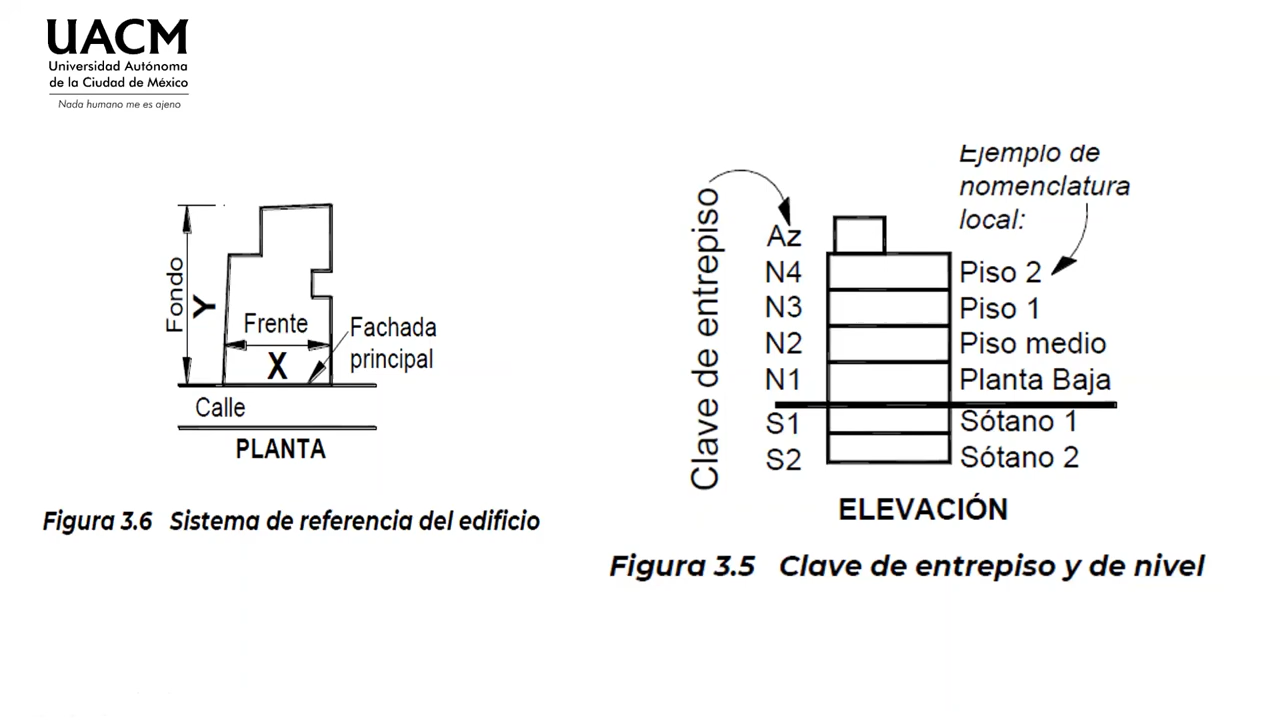 UACM
Universidad Autónoma
de la Ciudad de México
Nada humano me es ajeno
Fondo
Y
Frente
X
Fachada
principal
Calle
PLANTA
Figura 3.6 Sistema de referencia del edificio
Clave de entrepiso
Ejemplo de
nomenclatura
local:
Az
N4 Piso 2
N3 Piso 1
N2 Piso medio
N1 Planta Baja
S1 Sótano 1
S2 Sótano 2
ELEVACIÓN
Figura 3.5 Clave de entrepiso y de nivel